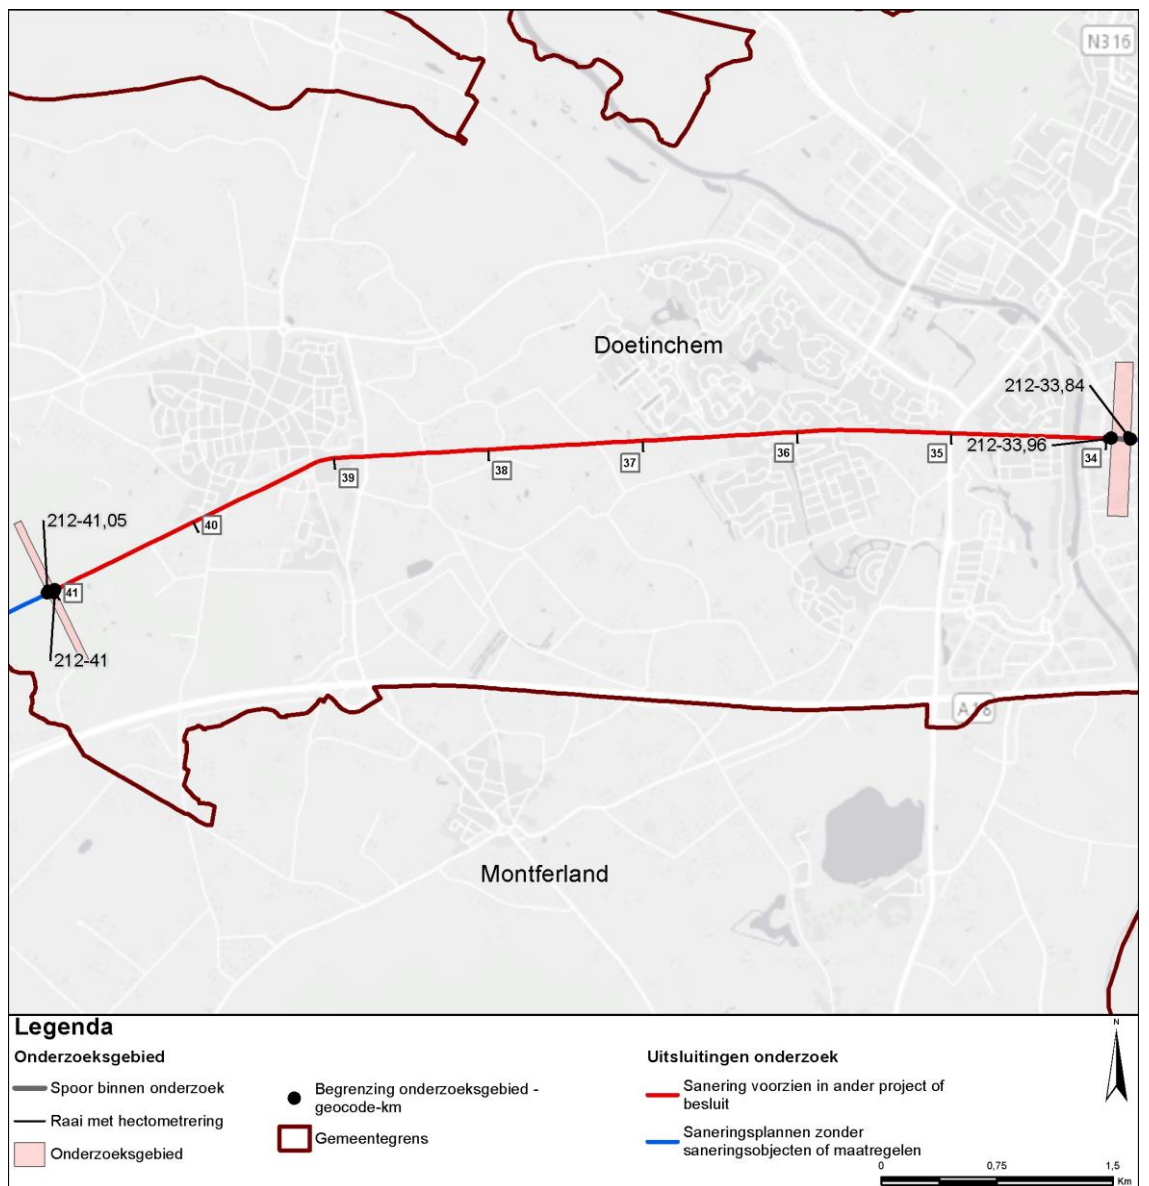 N316
Doetinchem
212-33,84
212-33,96
34
35
36
37
38
39
40
212-41,05
41
212-41
A18
Montferland
Legenda
Onderzoeksgebied
Spoor binnen onderzoek
Raai met hectometrering
Onderzoeksgebied
Begrenzing onderzoeksgebied -
geocode-km
Gemeentegrens
Uitsluitingen onderzoek
Sanering voorzien in ander project of
besluit
Saneringsplannen zonder
saneringsobjecten of maatregelen
N
0 0,75 1,5
Km